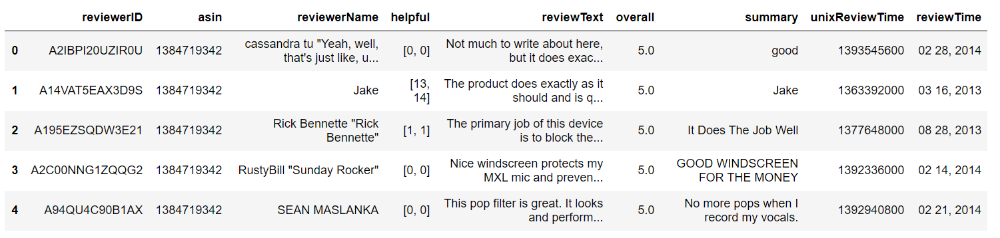 reviewerID asin reviewerName helpful reviewText overall summary unixReviewTime reviewTime
0 A2IBPI20UZIR0U 1384719342 cassandra tu "Yeah, well, that's just like, u... [0, 0] Not much to write about here, but it does exac... 5.0 good 1393545600 02 28, 2014
1 A14VAT5EAX3D9S 1384719342 Jake [13, 14] The product does exactly as it should and is q... 5.0 Jake 1363392000 03 16, 2013
2 A195EZSQDW3E21 1384719342 Rick Bennette "Rick Bennette" [1, 1] The primary job of this device is to block the... 5.0 It Does The Job Well 1377648000 08 28, 2013
3 A2C00NNG1ZQQG2 1384719342 RustyBill "Sunday Rocker" [0, 0] Nice windscreen protects my MXL mic and preven... 5.0 GOOD WINDSCREEN FOR THE MONEY 1392336000 02 14, 2014
4 A94QU4C90B1AX 1384719342 SEAN MASLANKA [0, 0] This pop filter is great. It looks and perform... 5.0 No more pops when I record my vocals. 1392940800 02 21, 2014